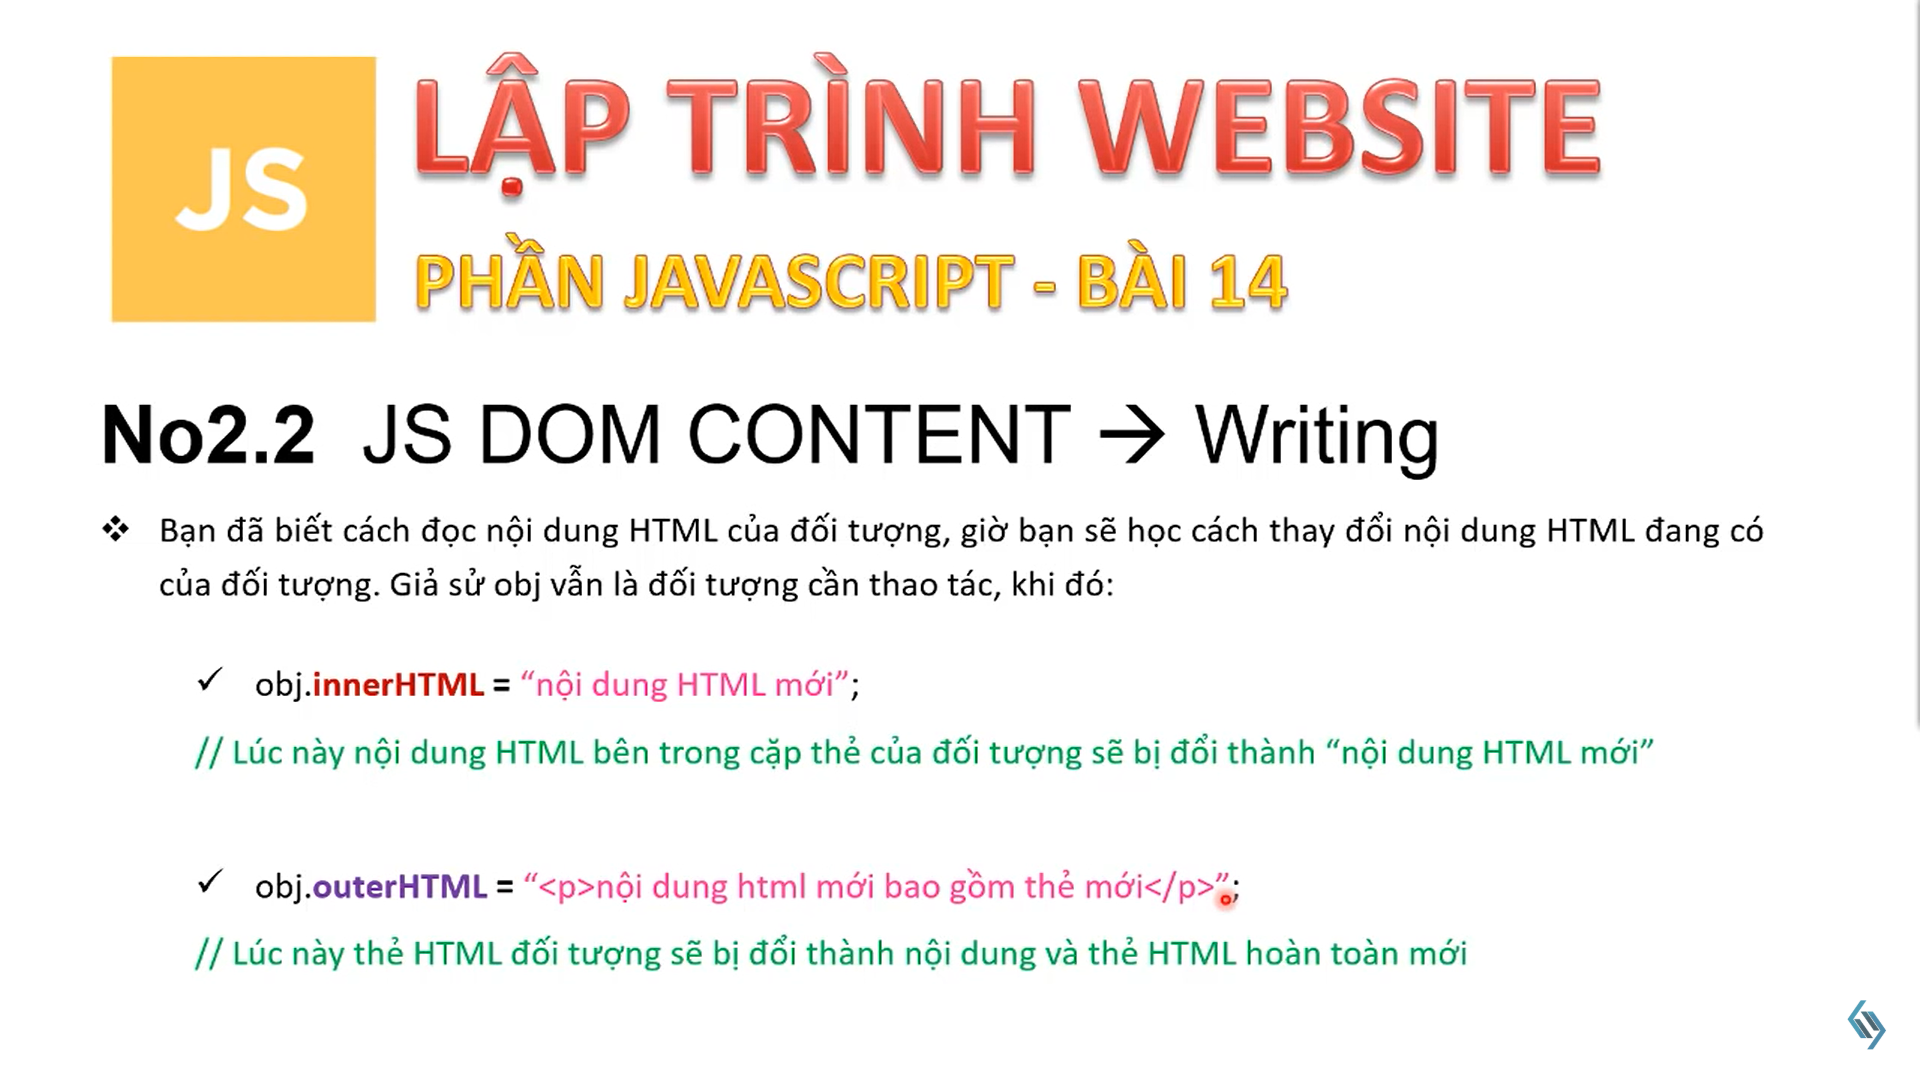 JS
LẬP TRÌNH WEBSITE
PHẦN JAVASCRIPT - BÀI 14
No2.2 JS DOM CONTENT → Writing
❖ Bạn đã biết cách đọc nội dung HTML của đối tượng, giờ bạn sẽ học cách thay đổi nội dung HTML đang có
của đối tượng. Giả sử obj vẫn là đối tượng cần thao tác, khi đó:
✓ obj.innerHTML = “nội dung HTML mới”;
// Lúc này nội dung HTML bên trong cặp thẻ của đối tượng sẽ bị đổi thành “nội dung HTML mới”
✓ obj.outerHTML = “<p>nội dung html mới bao gồm thẻ mới</p>”;
// Lúc này thẻ HTML đối tượng sẽ bị đổi thành nội dung và thẻ HTML hoàn toàn mới